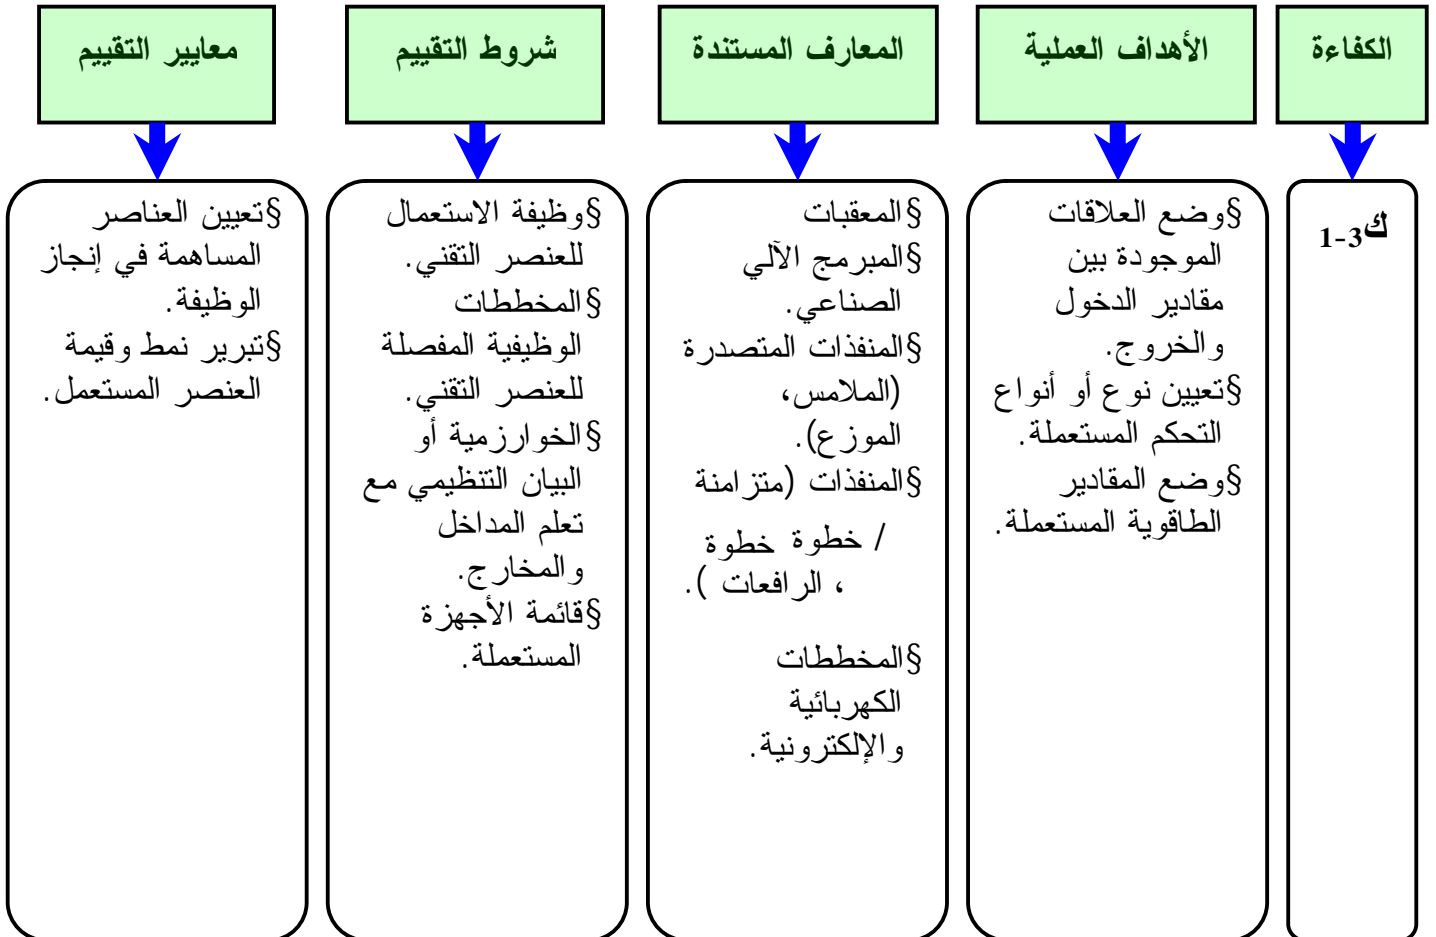 الكفاءة
الأهداف العملية
المعارف المستندة
شروط التقييم
معايير التقييم
ك3-1
§وضع العلاقات
الموجودة بين
مقادير الدخول
والخروج.
§تعيين نوع أو أنواع
التحكم المستعملة.
§وضع المقادير
الطاقوية المستعملة.
§المعقبات
§المبرمج الآلي
الصناعي.
§المنفذات المتصدرة
(الملامس،
الموزع).
§المنفذات (متزامنة
/ خطوة خطوة
، الرافعات ).
§المخططات
الكهربائية
والإلكترونية.
§وظيفة الاستعمال
للعنصر التقني.
§المخططات
الوظيفية المفصلة
للعنصر التقني.
§الخوارزمية أو
البيان التنظيمي مع
تعلم المداخل
والمخارج.
§قائمة الأجهزة
المستعملة.
§تعيين العناصر
المساهمة في إنجاز
الوظيفة.
§تبرير نمط وقيمة
العنصر المستعمل.